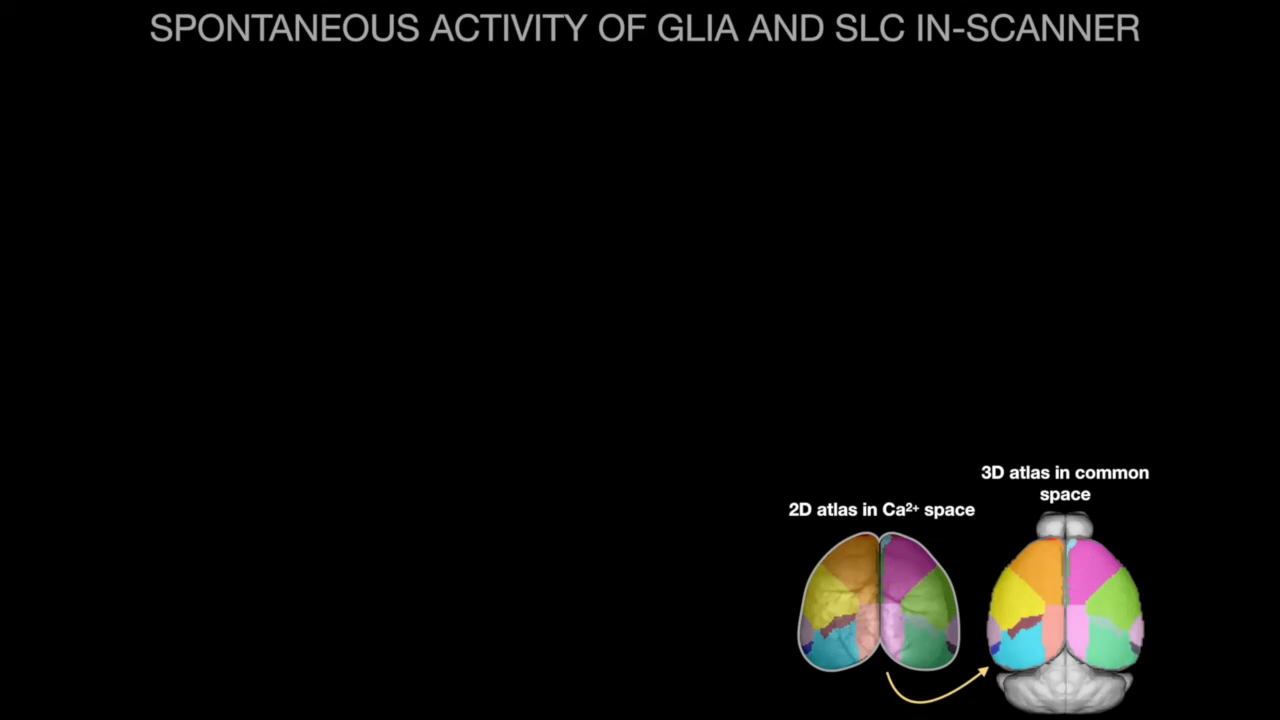 SPONTANEOUS ACTIVITY OF GLIA AND SLC IN-SCANNER
3D atlas in common
space
2D atlas in Ca²⁺ space